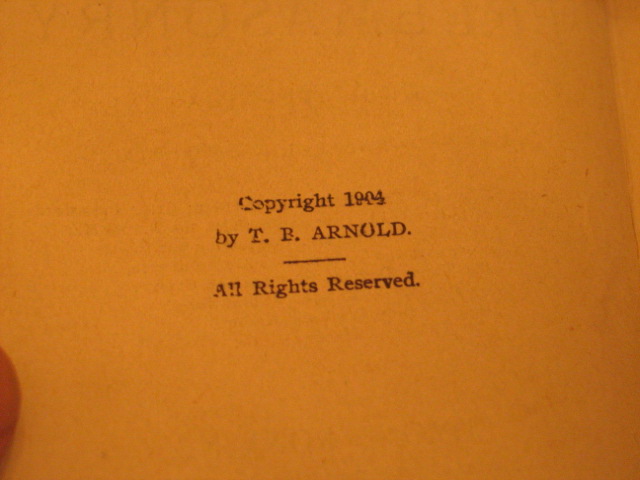 Copyright 1904
by T. B. ARNOLD.
All Rights Reserved.